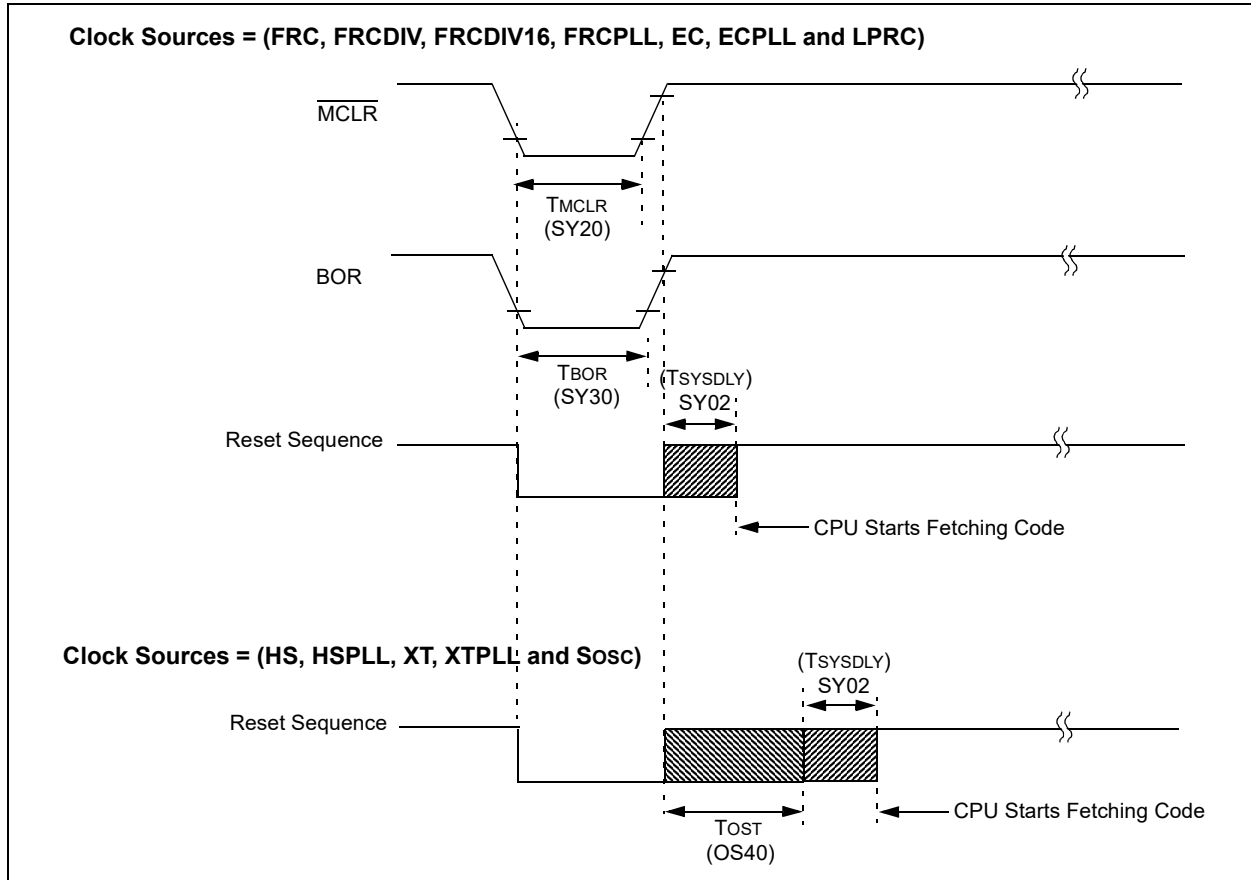 Clock Sources = (FRC, FRCDIV, FRCDIV16, FRCPLL, EC, ECPLL and LPRC)
MCLR
TMCLR
(SY20)
BOR
TBOR
(SY30)
(TSYSDLY)
SY02
Reset Sequence
CPU Starts Fetching Code
Clock Sources = (HS, HSPLL, XT, XTPLL and SOSC)
(TSYSDLY)
SY02
Reset Sequence
CPU Starts Fetching Code
TOST
(OS40)